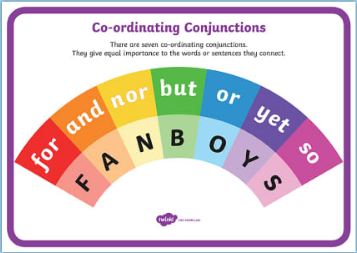 Co-ordinating Conjunctions
There are seven co-ordinating conjunctions.
They give equal importance to the words or sentences they connect.
for and nor but or yet so
F A N B O Y S
twinkl